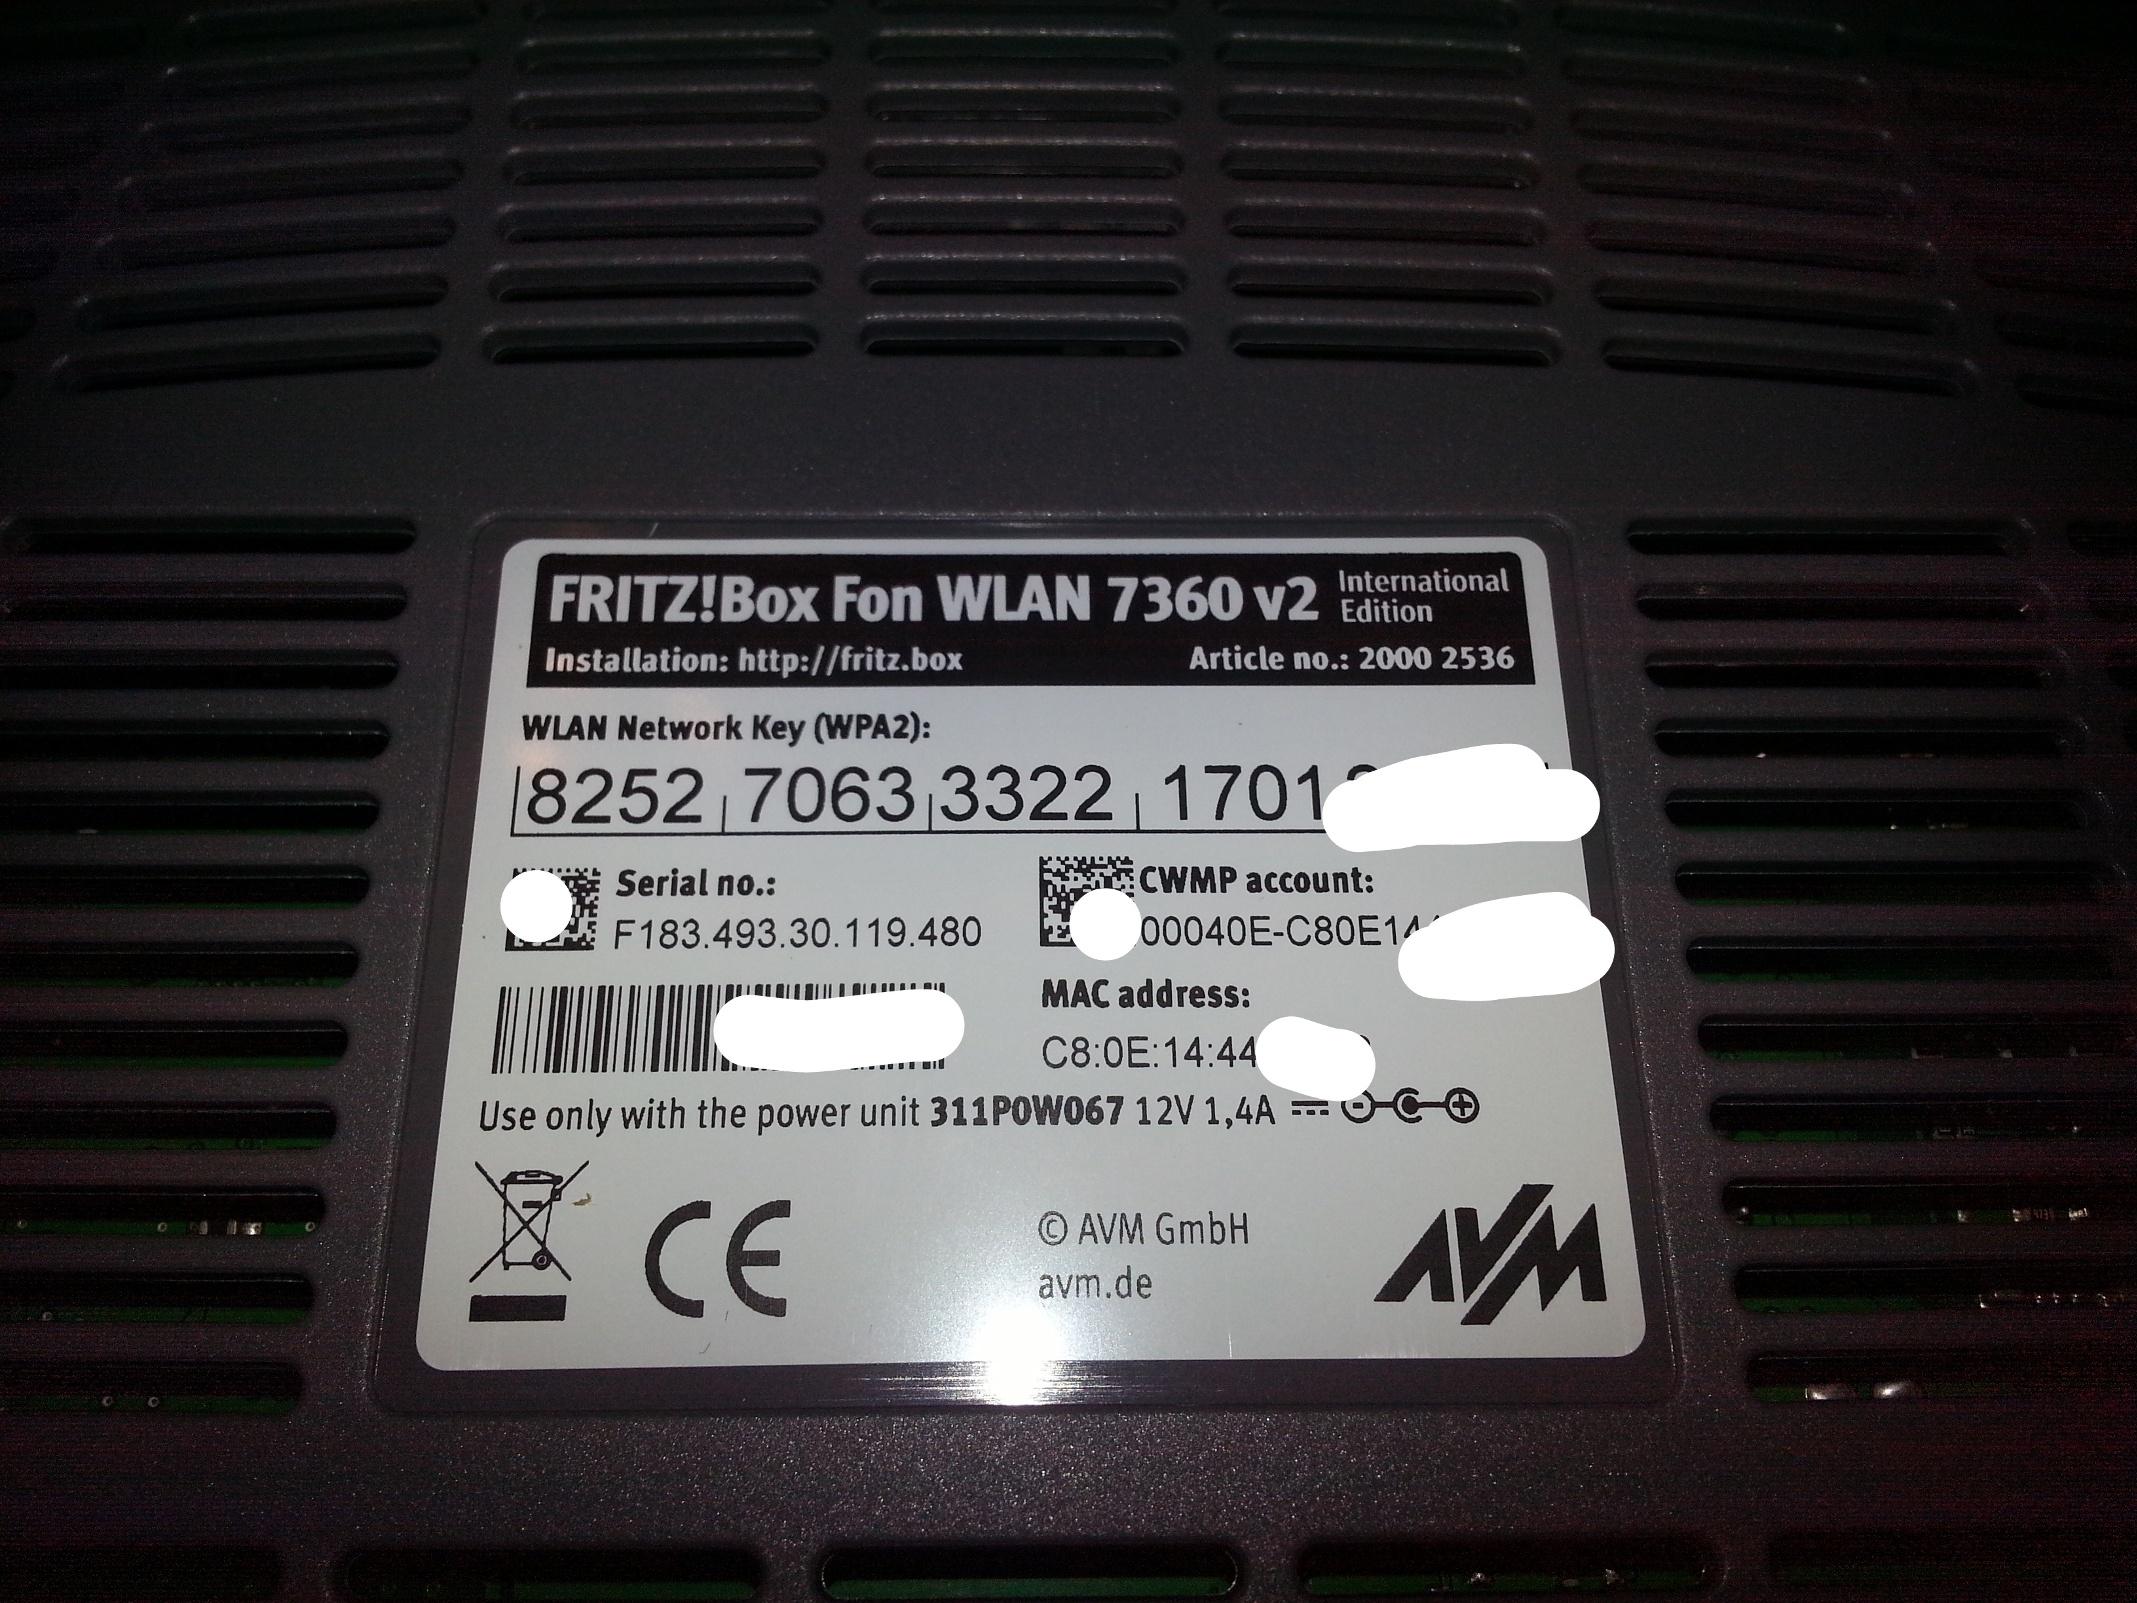 FRITZ!Box Fon WLAN 7360 v2 International Edition
Installation: http://fritz.box Article no.: 2000 2536
WLAN Network Key (WPA2):
8252 7063 3322 1701
Serial no.:
F183.493.30.119.480
CWMP account:
00040E-C80E14
MAC address:
C8:0E:14:44
Use only with the power unit 311P0W067 12V 1,4A
CE
© AVM GmbH
avm.de
AVM